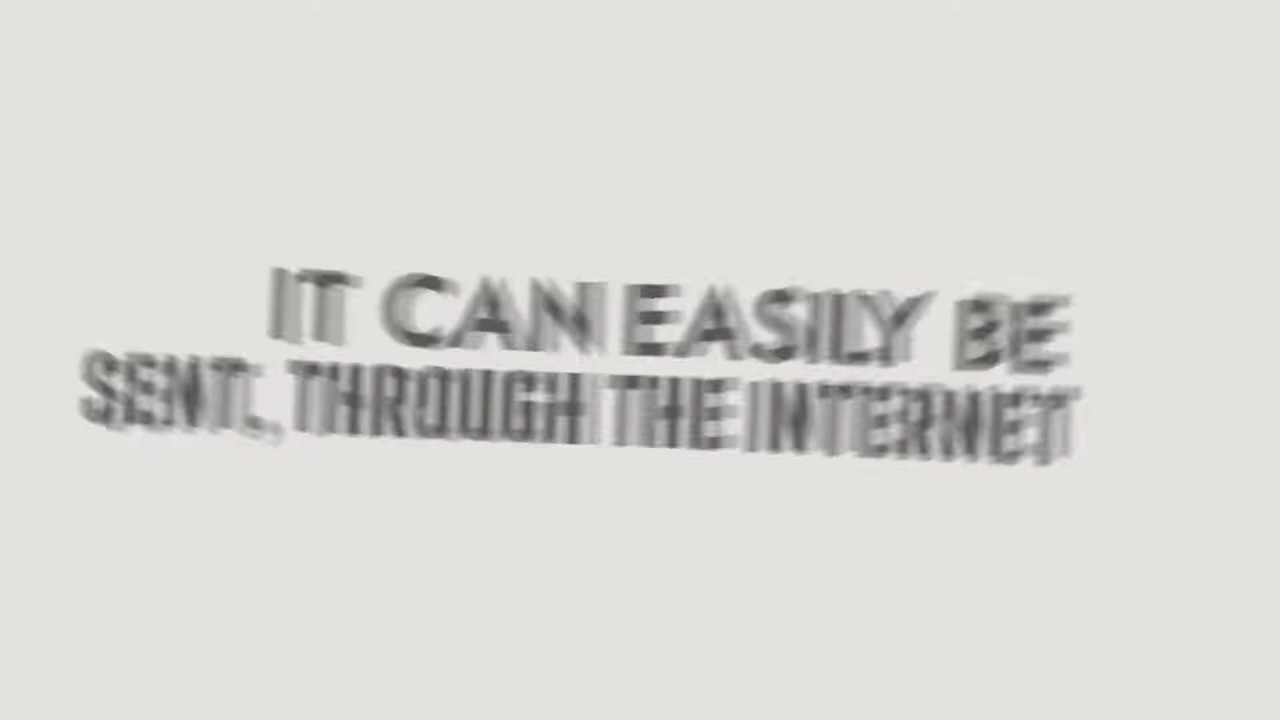 IT CAN EASILY BE
SENT, THROUGH THE INTERNET